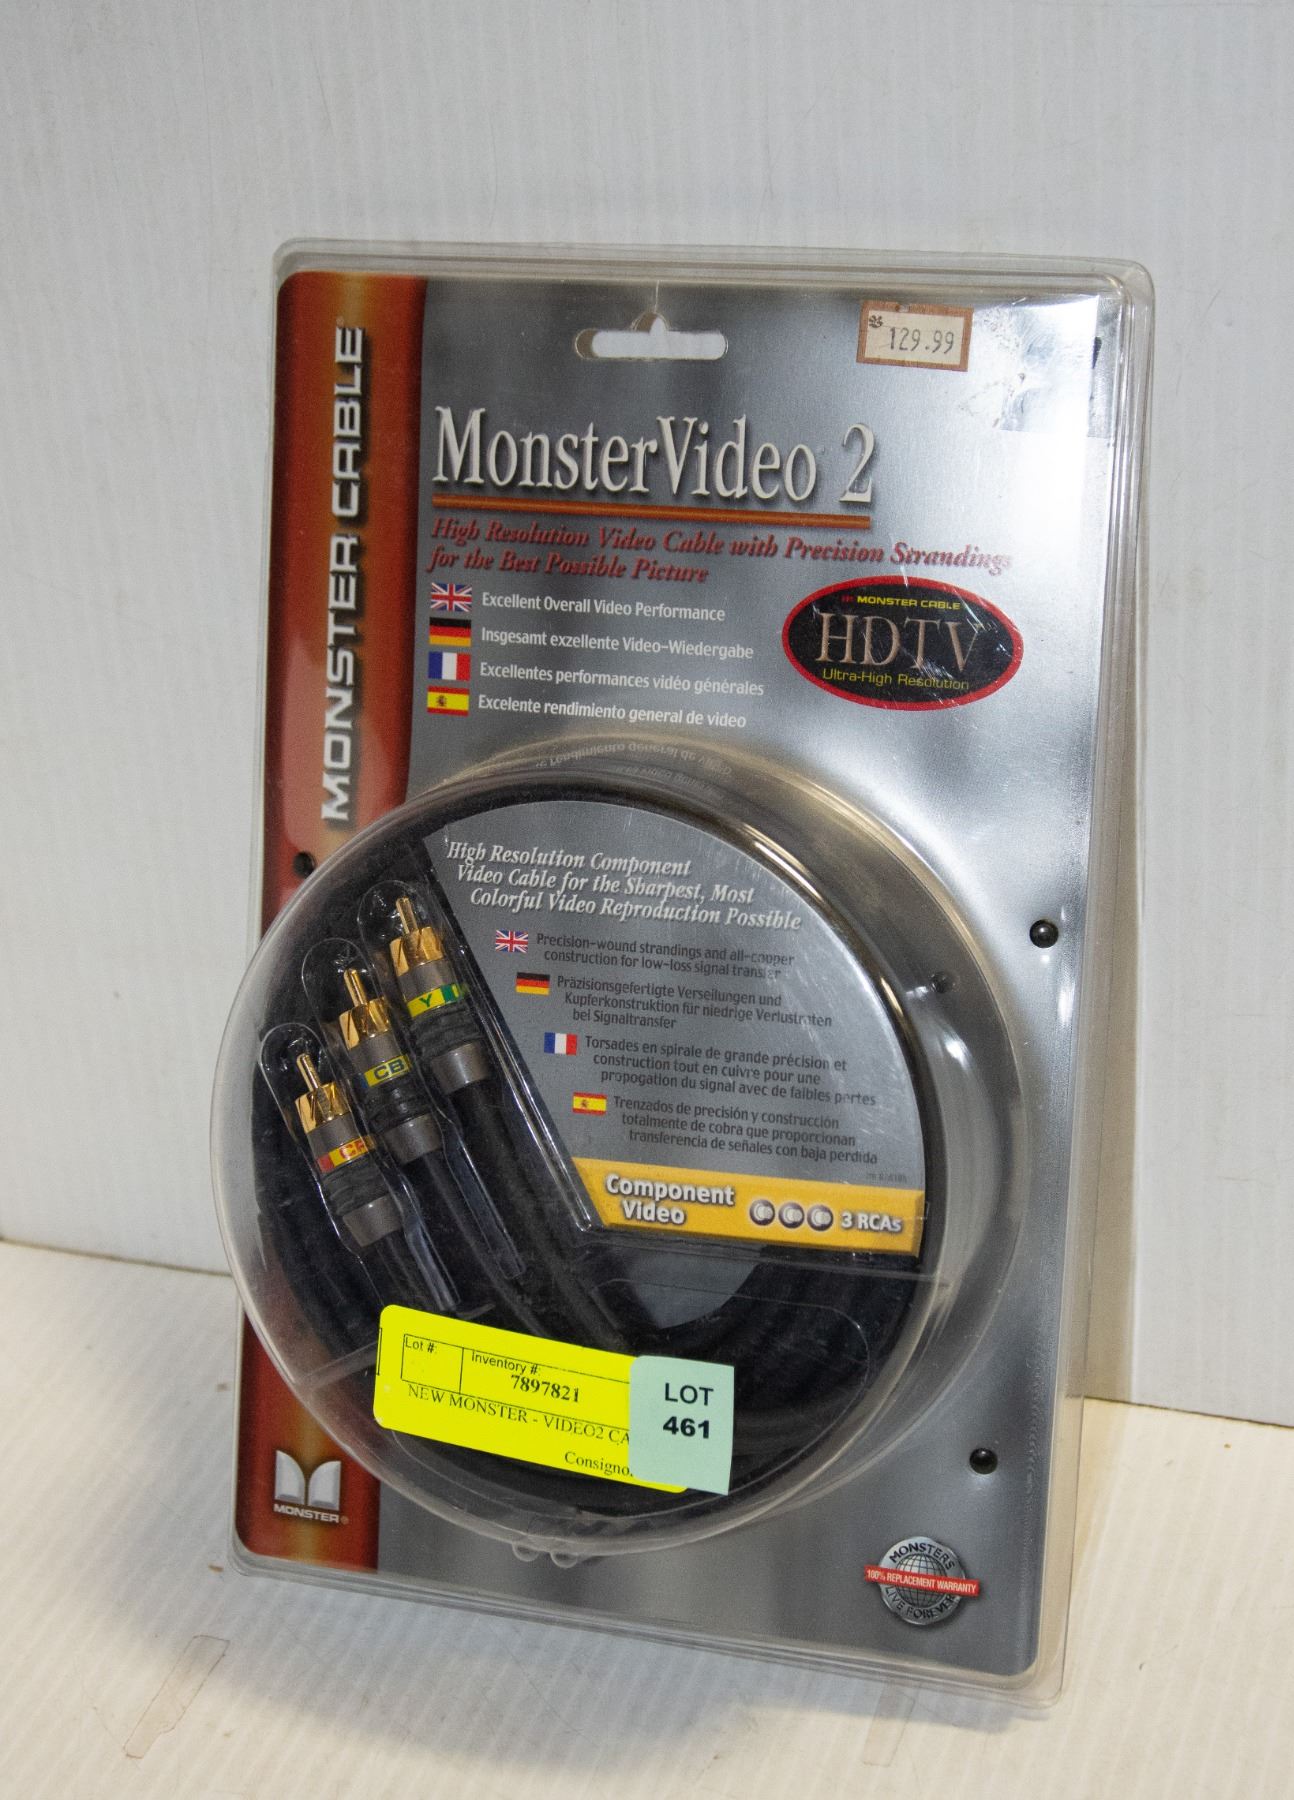 129.99
MONSTER CABLE®
MonsterVideo 2
High Resolution Video Cable with Precision Strandings
for the Best Possible Picture
Excellent Overall Video Performance
Insgesamt exzellente Video-Wiedergabe
Excellentes performances vidéo générales
Excelente rendimiento general de video
MONSTER CABLE
HDTV
Ultra-High Resolution
High Resolution Component
Video Cable for the Sharpest, Most
Colorful Video Reproduction Possible
Precision-wound strandings and all-copper
construction for low-loss signal transfer
Präzisionsgefertigte Verseilungen und
Kupferkonstruktion für niedrige Verlustraten
bei Signaltransfer
Torsades en spirale de grande précision et
construction tout en cuivre pour une
propogation du signal avec de faibles pertes
Trenzados de precisión y construcción
totalmente de cobra que proporcionan
transferencia de señales con baja perdida
Component
Video
3 RCAs
Y
CB
CR
Lot #:
Inventory #:
7897821
NEW MONSTER - VIDEO2 CA
Consigno
LOT
461
MONSTER®
MONSTERS
100% REPLACEMENT WARRANTY
LIVE FOREVER